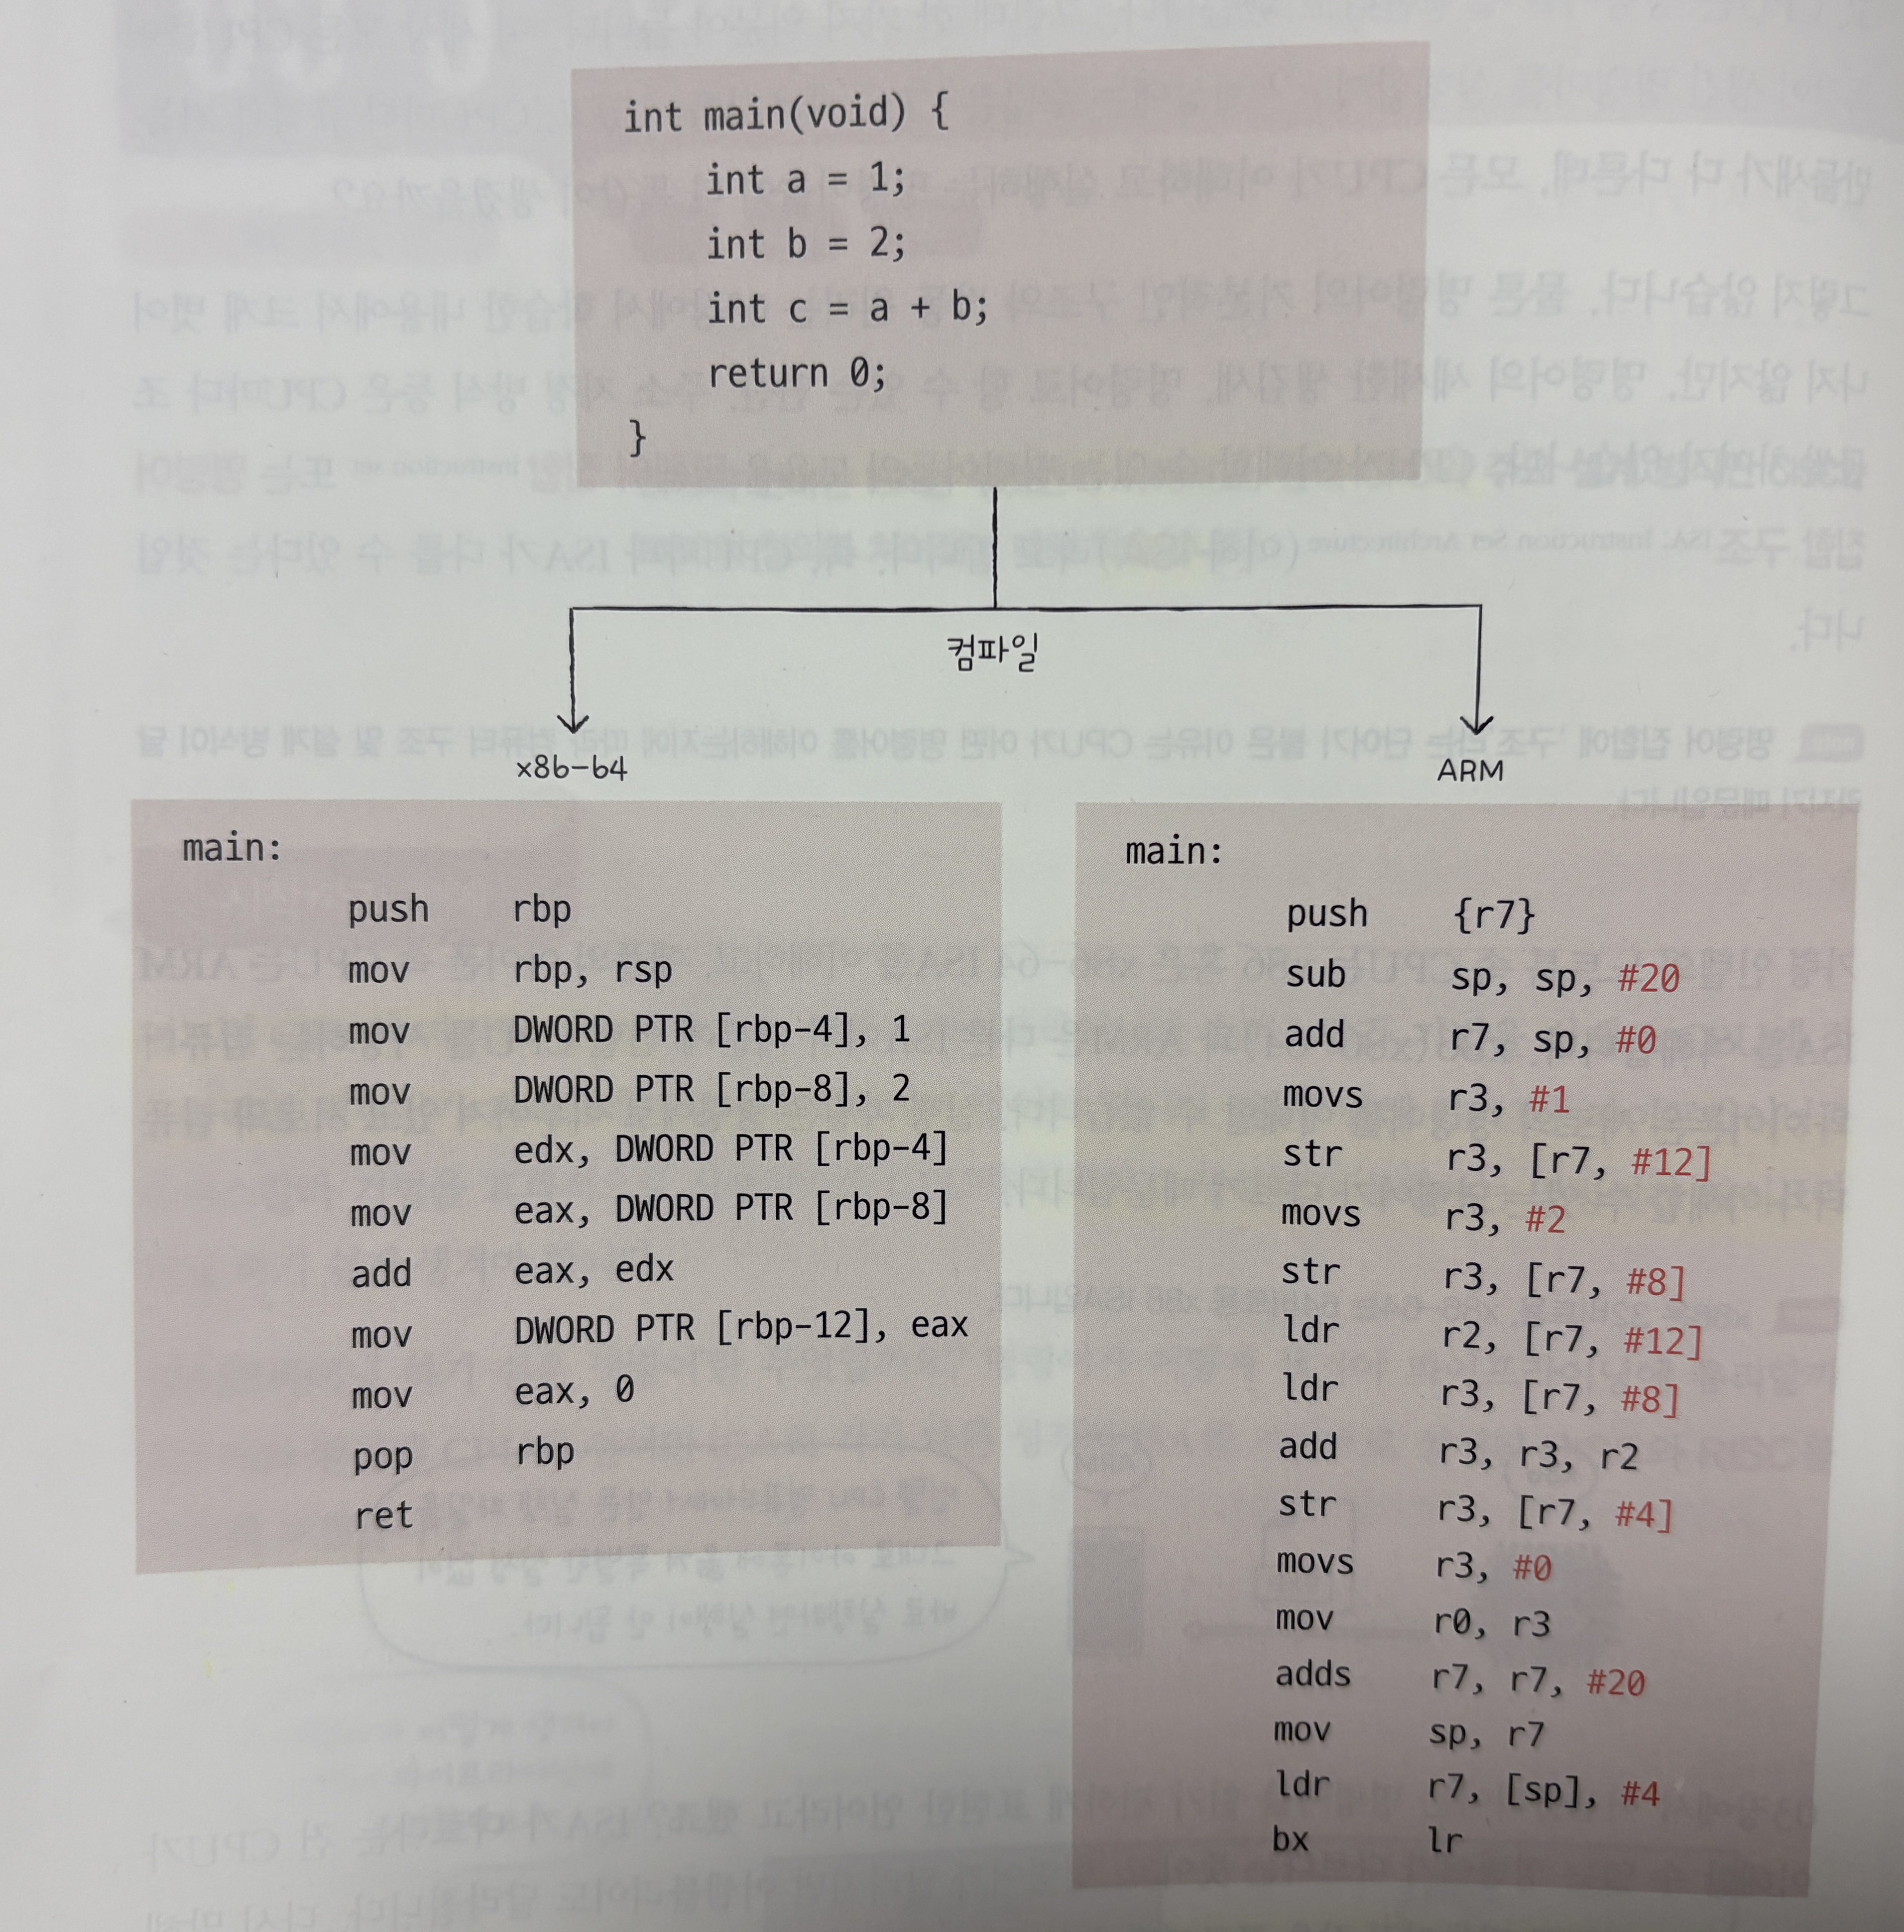 int main(void) {
int a = 1;
int b = 2;
int c = a + b;
return 0;
}
컴파일
x86-64
ARM
main:
push rbp
mov rbp, rsp
mov DWORD PTR [rbp-4], 1
mov DWORD PTR [rbp-8], 2
mov edx, DWORD PTR [rbp-4]
mov eax, DWORD PTR [rbp-8]
add eax, edx
mov DWORD PTR [rbp-12], eax
mov eax, 0
pop rbp
ret
main:
push {r7}
sub sp, sp, #20
add r7, sp, #0
movs r3, #1
str r3, [r7, #12]
movs r3, #2
str r3, [r7, #8]
ldr r2, [r7, #12]
ldr r3, [r7, #8]
add r3, r3, r2
str r3, [r7, #4]
movs r3, #0
mov r0, r3
adds r7, r7, #20
mov sp, r7
ldr r7, [sp], #4
bx lr